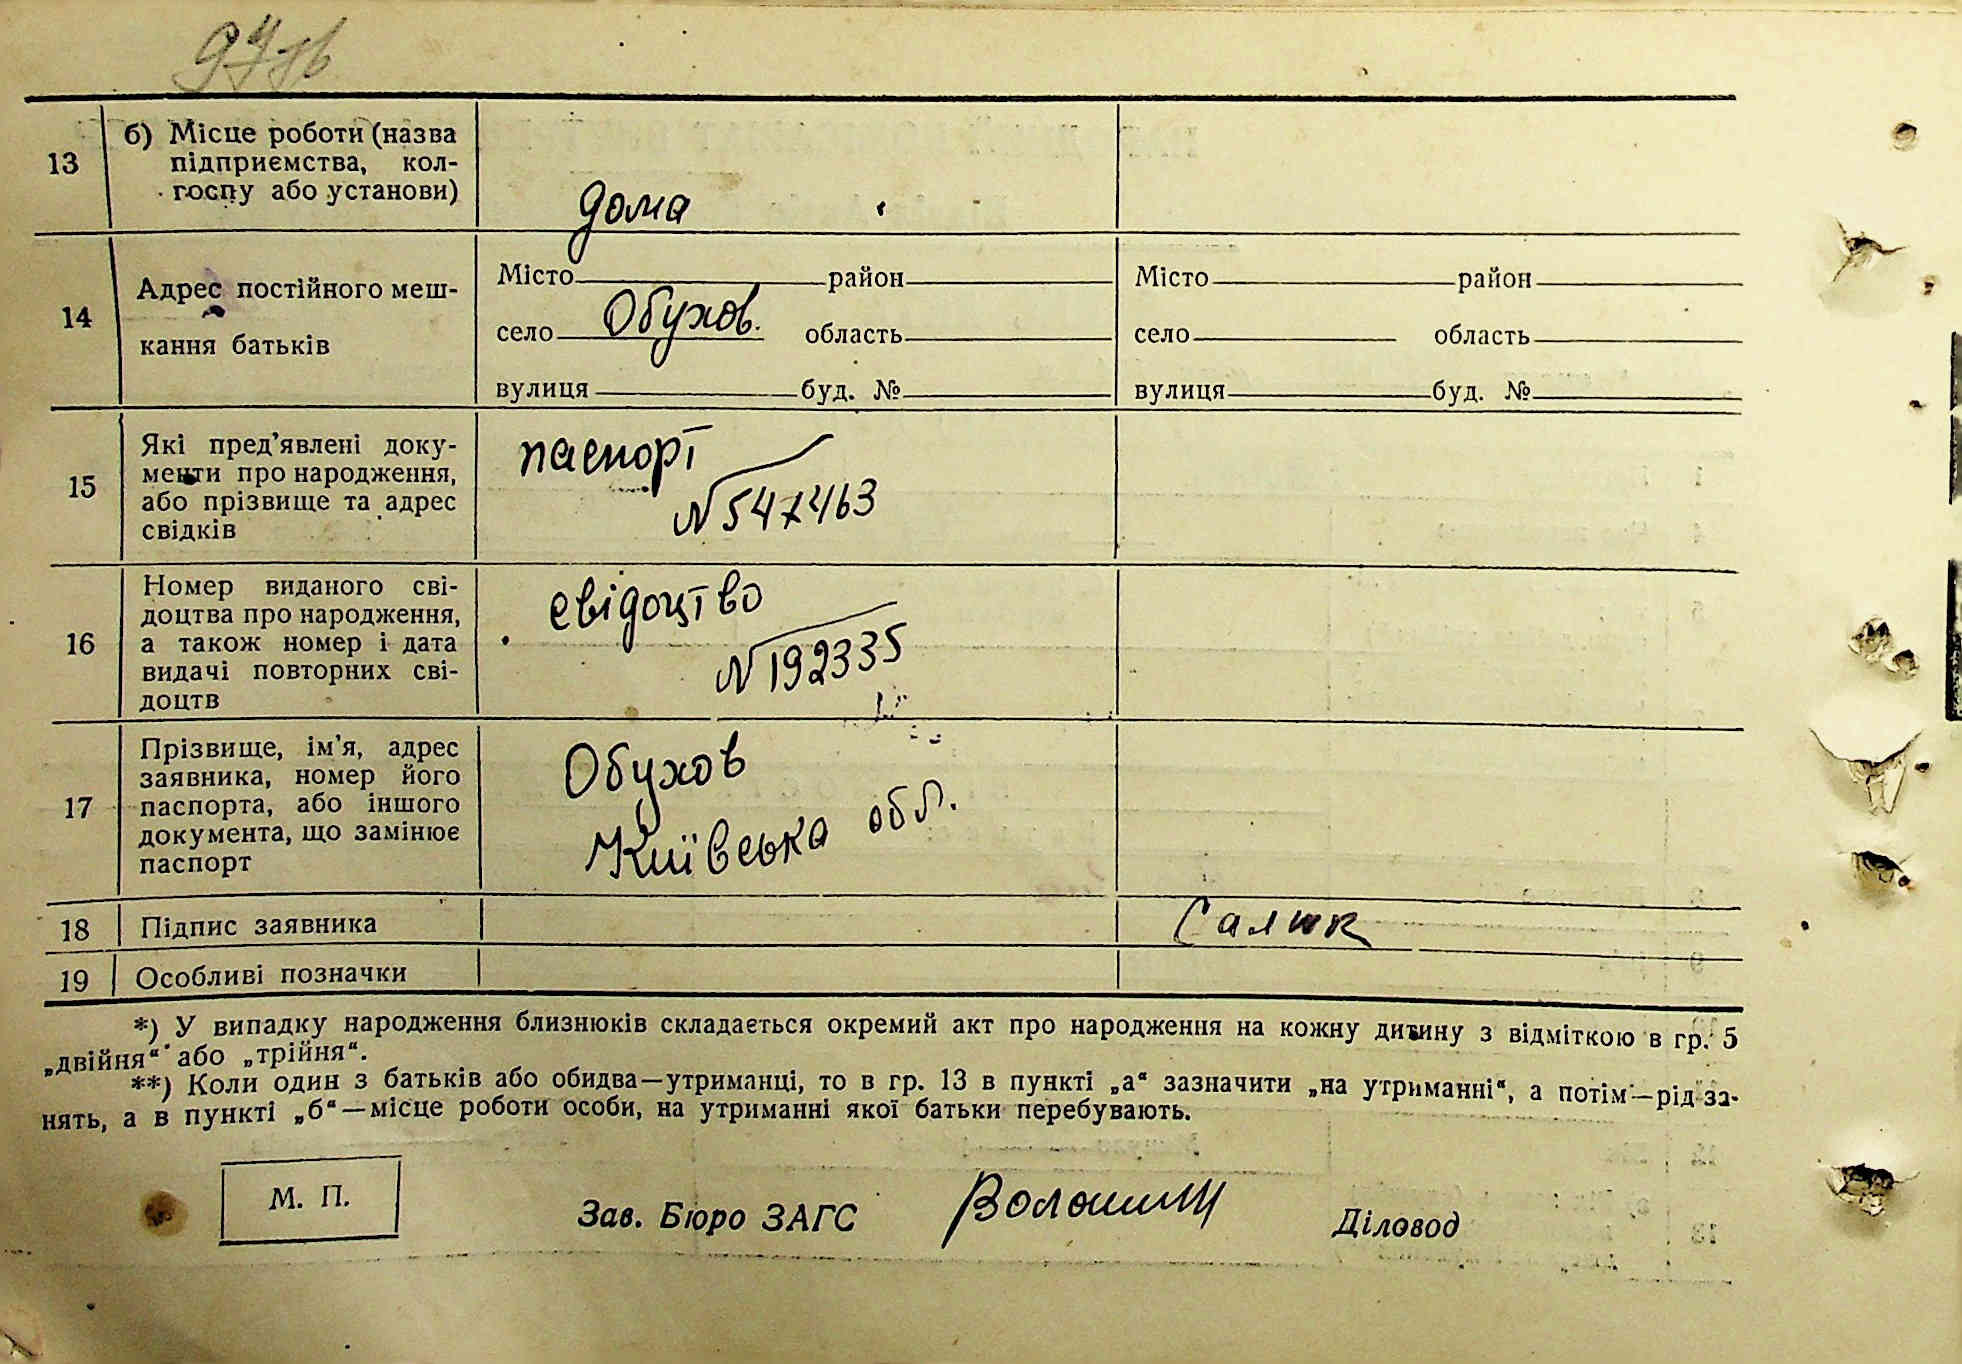 97зв
13
б) Місце роботи (назва
підприємства, кол-
госпу або установи)
дома
14
Адрес постійного меш-
кання батьків
Місто район
село Обухов. область
вулиця буд. №
Місто район
село область
вулиця буд. №
15
Які пред'явлені доку-
менти про народження,
або прізвище та адрес
свідків
паспорт
N 547463
16
Номер виданого сві-
доцтва про народження,
а також номер і дата
видачі повторних сві-
доцтв
свідоцтво
N 192335
17
Прізвище, ім'я, адрес
заявника, номер його
паспорта, або іншого
документа, що замінює
паспорт
Обухов
Київська обл.
18
Підпис заявника
Салик
19
Особливі позначки
*) У випадку народження близнюків складається окремий акт про народження на кожну дитину з відміткою в гр. 5
„двійня“ або „трійня“.
**) Коли один з батьків або обидва—утриманці, то в гр. 13 в пункті „а“ зазначити „на утриманні“, а потім—рід за-
нять, а в пункті „б“—місце роботи особи, на утриманні якої батьки перебувають.
М. П.
Зав. Бюро ЗАГС Волошин
Діловод